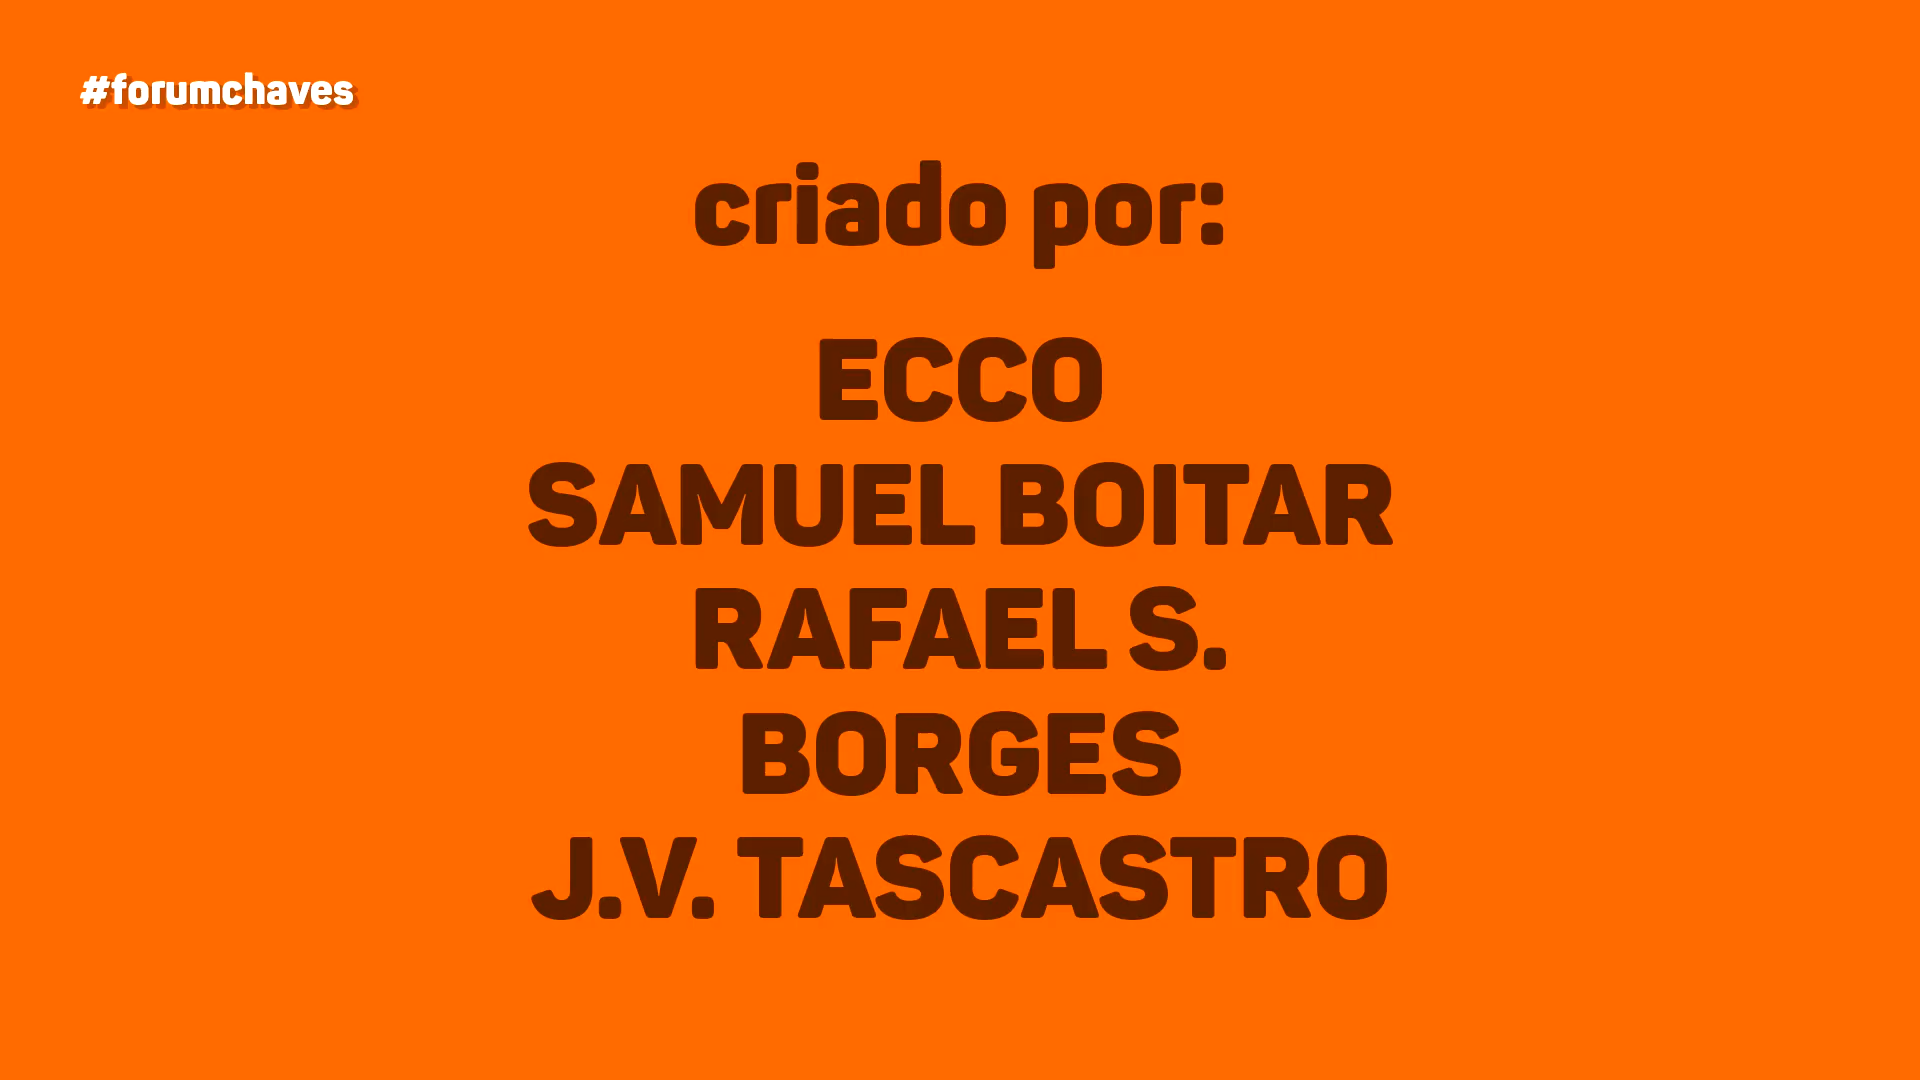 #forumchaves
criado por:
ECCO
SAMUEL BOITAR
RAFAEL S.
BORGES
J.V. TASCASTRO